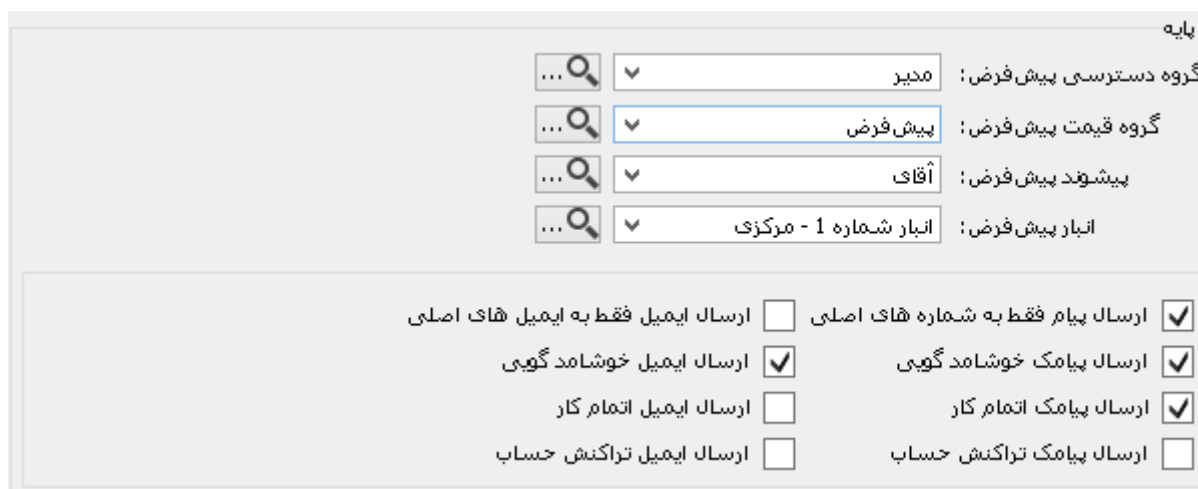 پایه
گروه دسترسی پیش‌فرض: مدیر ...
گروه قیمت پیش‌فرض: پیش‌فرض ...
پیشوند پیش‌فرض: آقای ...
انبار پیش‌فرض: انبار شماره 1 - مرکزی ...
ارسال پیام فقط به شماره های اصلی ارسال ایمیل فقط به ایمیل های اصلی
ارسال پیامک خوشامد گویی ارسال ایمیل خوشامد گویی
ارسال پیامک اتمام کار ارسال ایمیل اتمام کار
ارسال پیامک تراکنش حساب ارسال ایمیل تراکنش حساب